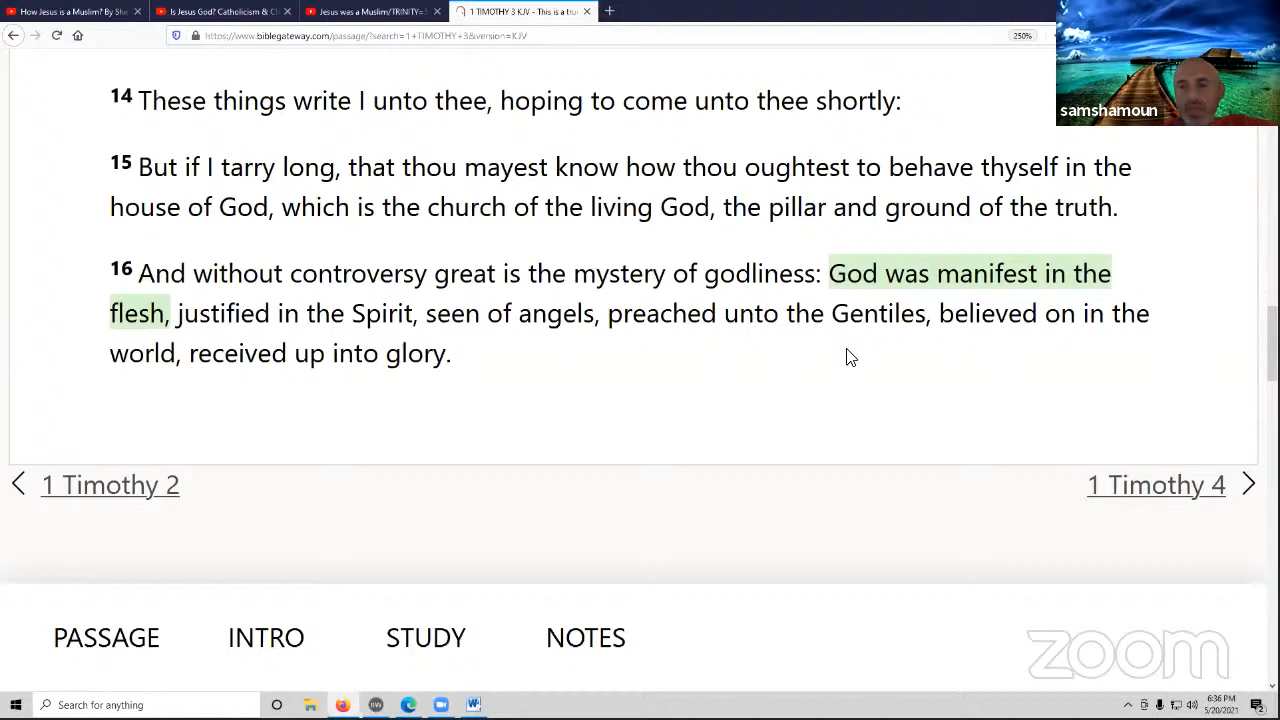 How Jesus is a Muslim? By She
Is Jesus God? Catholicism & C
Jesus was a Muslim/TRINITY=3
1 TIMOTHY 3 KJV - This is a tru
https://www.biblegateway.com/passage/?search=1+TIMOTHY+3&version=KJV
250%
samshamoun
14 These things write I unto thee, hoping to come unto thee shortly:
15 But if I tarry long, that thou mayest know how thou oughtest to behave thyself in the
house of God, which is the church of the living God, the pillar and ground of the truth.
16 And without controversy great is the mystery of godliness: God was manifest in the
flesh, justified in the Spirit, seen of angels, preached unto the Gentiles, believed on in the
world, received up into glory.
1 Timothy 2
1 Timothy 4
PASSAGE INTRO STUDY NOTES
zoom
Search for anything
6:36 PM
5/20/2021